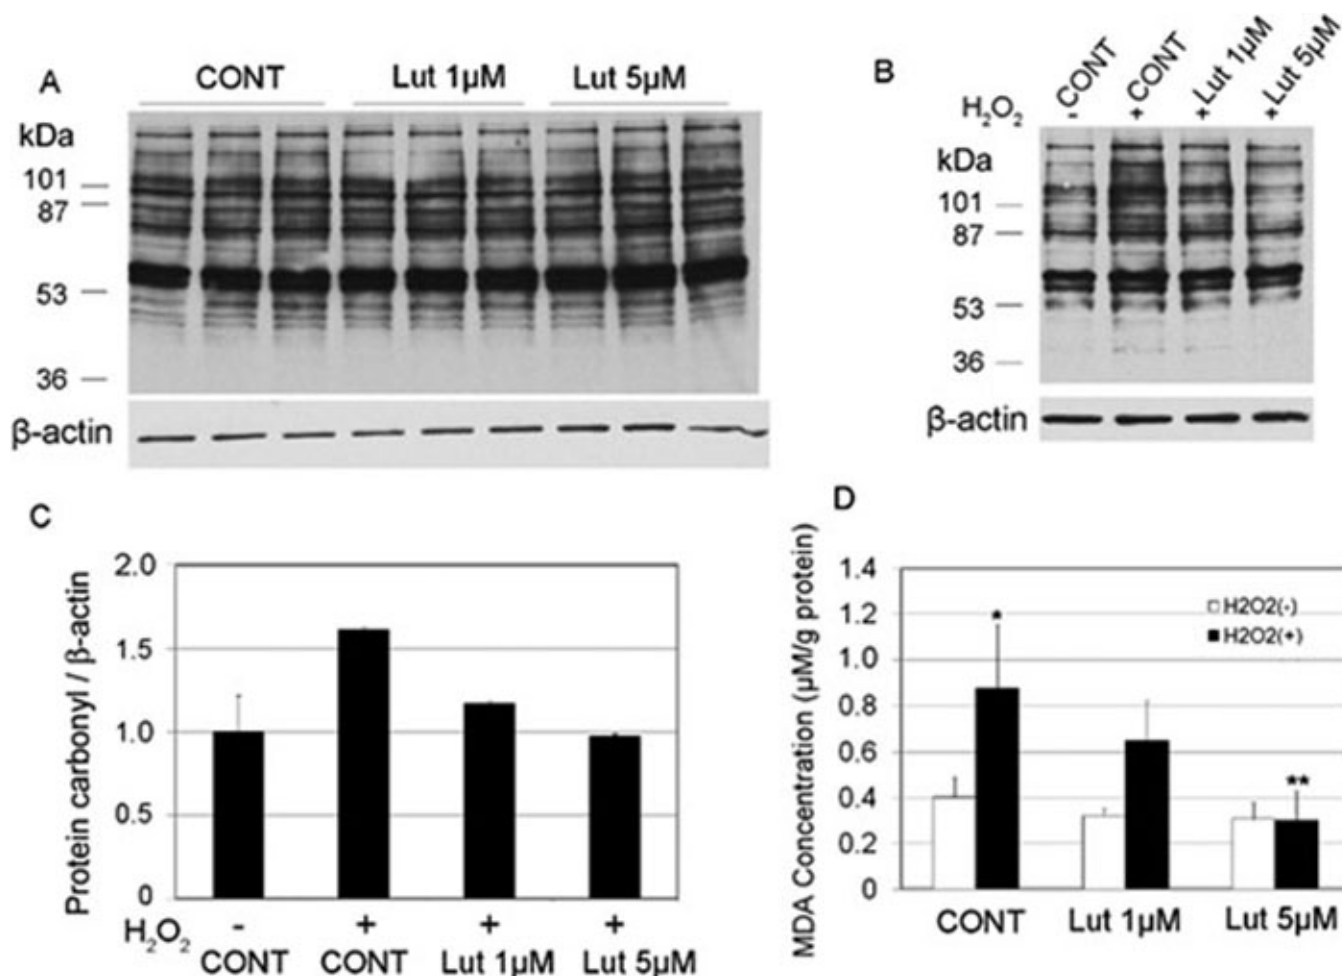 A
CONT Lut 1μM Lut 5μM
kDa
101
87
53
36
β-actin
B
H₂O₂ - CONT + CONT + Lut 1μM + Lut 5μM
kDa
101
87
53
36
β-actin
C
Protein carbonyl / β-actin
2.0
1.5
1.0
0.5
0
H₂O₂ - + + +
CONT CONT Lut 1μM Lut 5μM
D
MDA Concentration (μM/g protein)
1.4
1.2
1.0
0.8
0.6
0.4
0.2
0
H2O2(-)
H2O2(+)
*
**
CONT Lut 1μM Lut 5μM